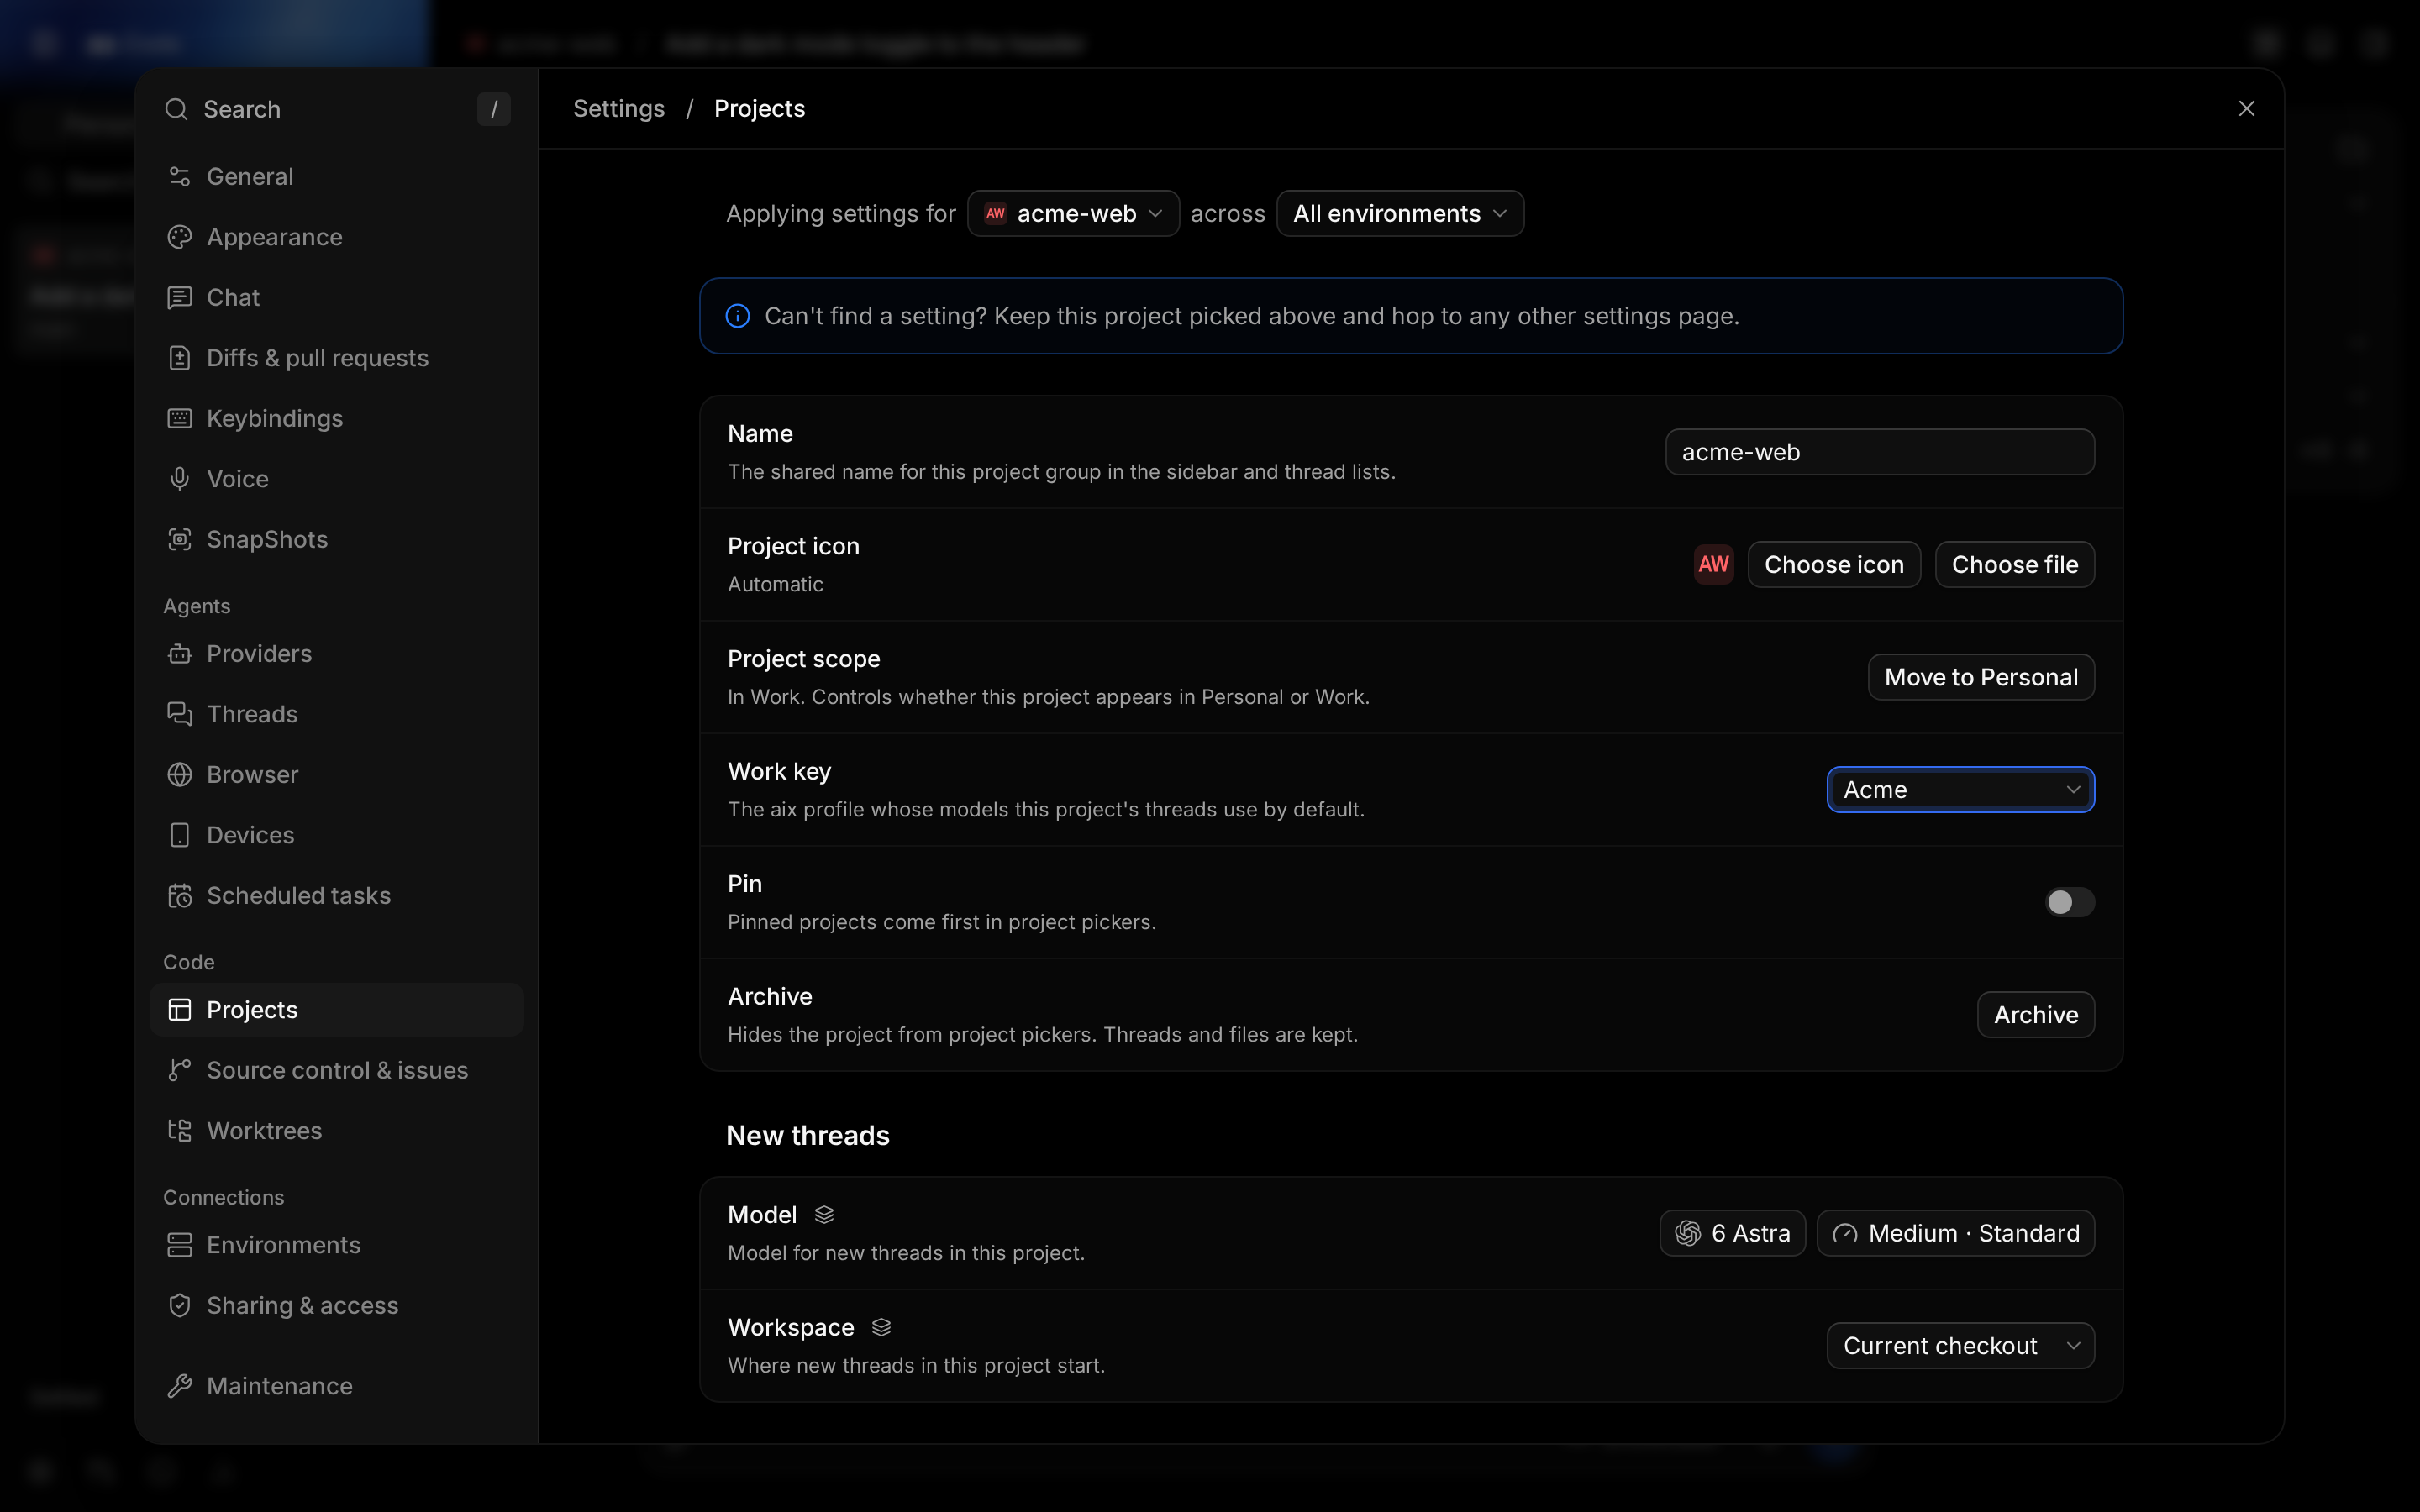 Search
/
General
Appearance
Chat
Diffs & pull requests
Keybindings
Voice
SnapShots
Agents
Providers
Threads
Browser
Devices
Scheduled tasks
Code
Projects
Source control & issues
Worktrees
Connections
Environments
Sharing & access
Maintenance
Settings / Projects
Applying settings for AW acme-web across All environments
Can't find a setting? Keep this project picked above and hop to any other settings page.
Name
The shared name for this project group in the sidebar and thread lists.
acme-web
Project icon
Automatic
AW Choose icon Choose file
Project scope
In Work. Controls whether this project appears in Personal or Work.
Move to Personal
Work key
The aix profile whose models this project's threads use by default.
Acme
Pin
Pinned projects come first in project pickers.
Archive
Hides the project from project pickers. Threads and files are kept.
Archive
New threads
Model
Model for new threads in this project.
6 Astra Medium · Standard
Workspace
Where new threads in this project start.
Current checkout